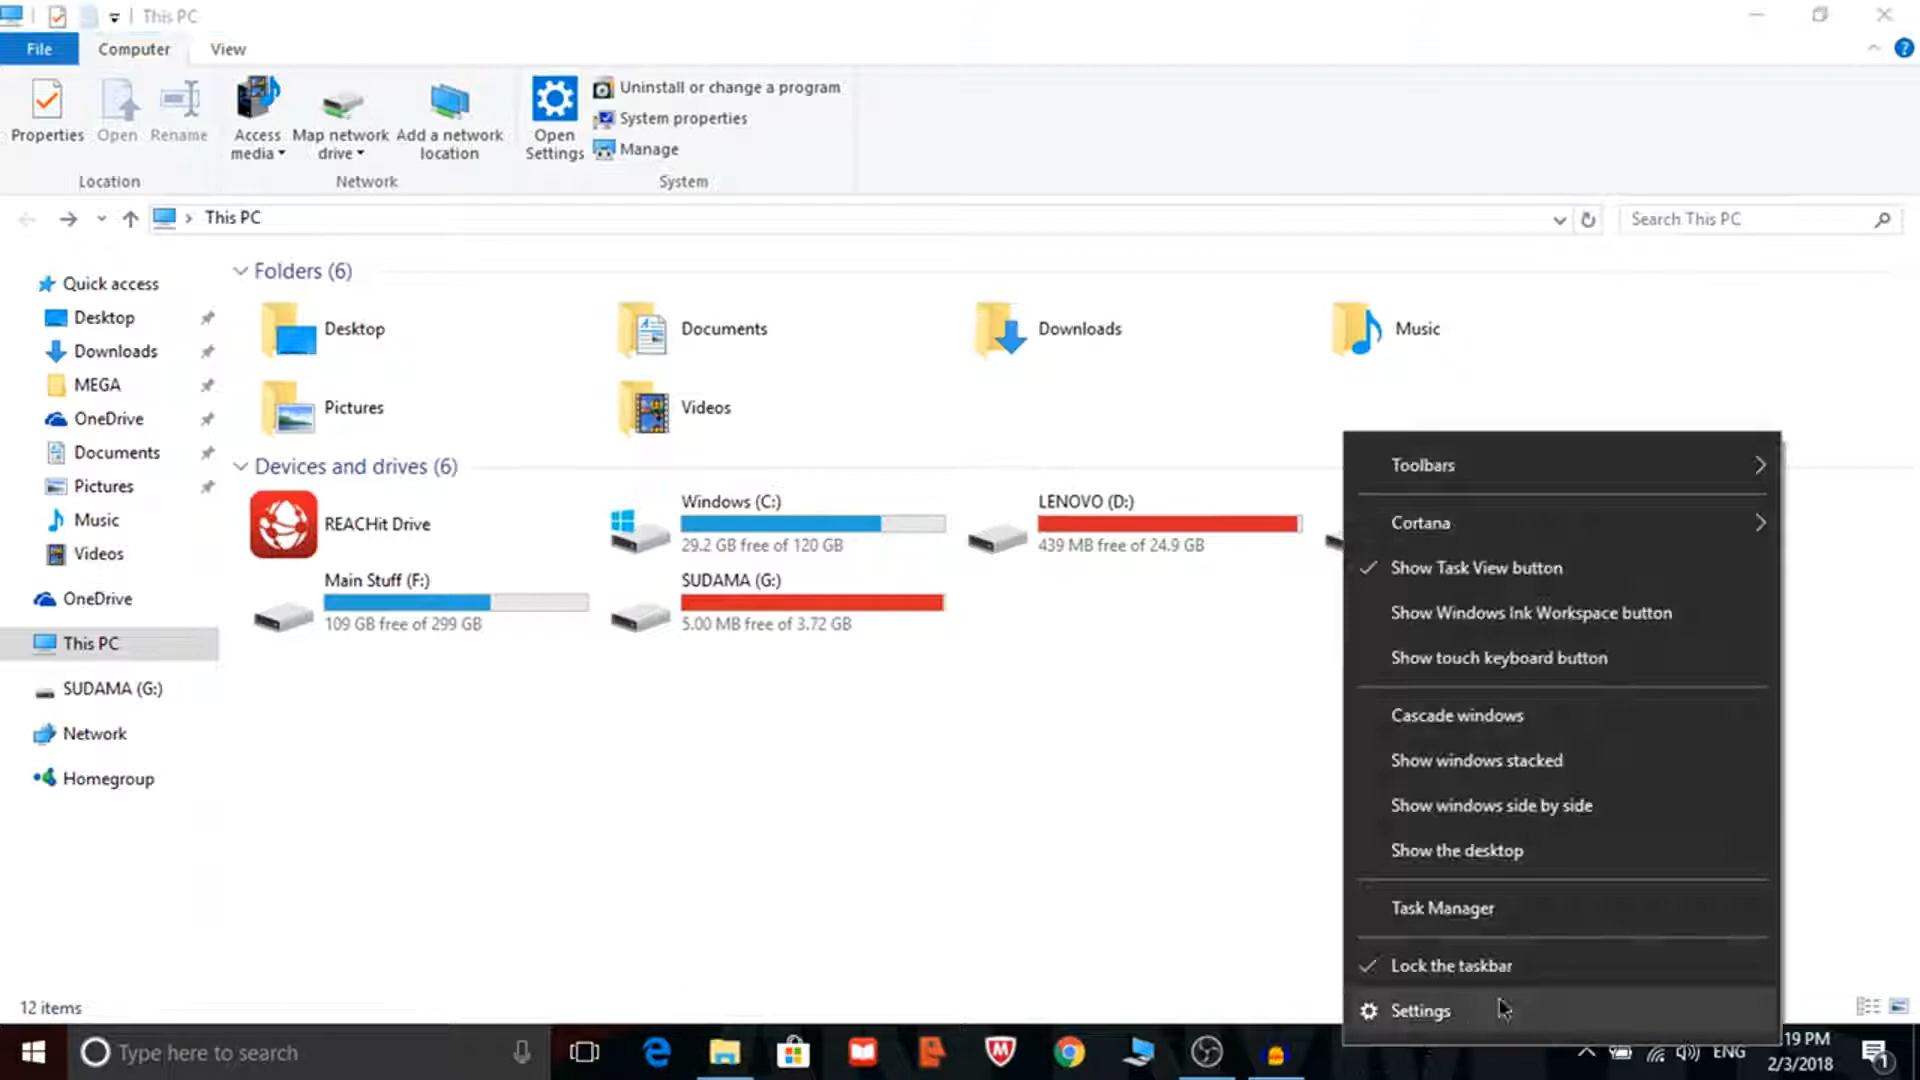 This PC
File
Computer
View
Properties
Open
Rename
Access media
Map network drive
Add a network location
Open Settings
Uninstall or change a program
System properties
Manage
Location
Network
System
This PC
Search This PC
Quick access
Desktop
Downloads
MEGA
OneDrive
Documents
Pictures
Music
Videos
OneDrive
This PC
SUDAMA (G:)
Network
Homegroup
Folders (6)
Desktop
Documents
Downloads
Music
Pictures
Videos
Devices and drives (6)
REACHit Drive
Windows (C:)
29.2 GB free of 120 GB
LENOVO (D:)
439 MB free of 24.9 GB
Main Stuff (F:)
109 GB free of 299 GB
SUDAMA (G:)
5.00 MB free of 3.72 GB
Toolbars
Cortana
Show Task View button
Show Windows Ink Workspace button
Show touch keyboard button
Cascade windows
Show windows stacked
Show windows side by side
Show the desktop
Task Manager
Lock the taskbar
Settings
12 items
Type here to search
ENG
:19 PM
2/3/2018
1